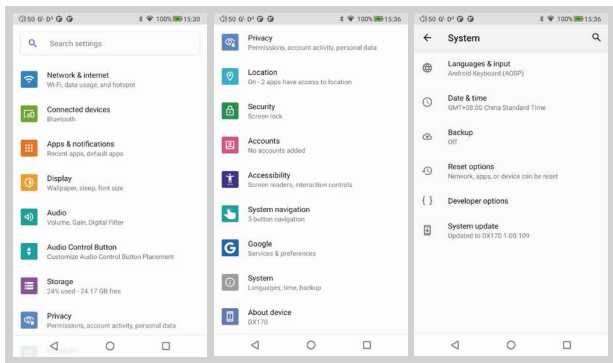 50
100%
15:30
Search settings
Network & internet
Wi-Fi, data usage, and hotspot
Connected devices
Bluetooth
Apps & notifications
Recent apps, default apps
Display
Wallpaper, sleep, font size
Audio
Volume, Gain, Digital Filter
Audio Control Button
Customize Audio Control Button Placement
Storage
24% used - 24.17 GB free
Privacy
Permissions, account activity, personal data
50
100%
15:36
Privacy
Permissions, account activity, personal data
Location
On - 2 apps have access to location
Security
Screen lock
Accounts
No accounts added
Accessibility
Screen readers, interaction controls
System navigation
3-button navigation
Google
Services & preferences
System
Languages, time, backup
About device
DX170
50
100%
15:36
System
Languages & input
Android Keyboard (AOSP)
Date & time
GMT+08:00 China Standard Time
Backup
Off
Reset options
Network, apps, or device can be reset
Developer options
System update
Updated to DX170 1.00.109